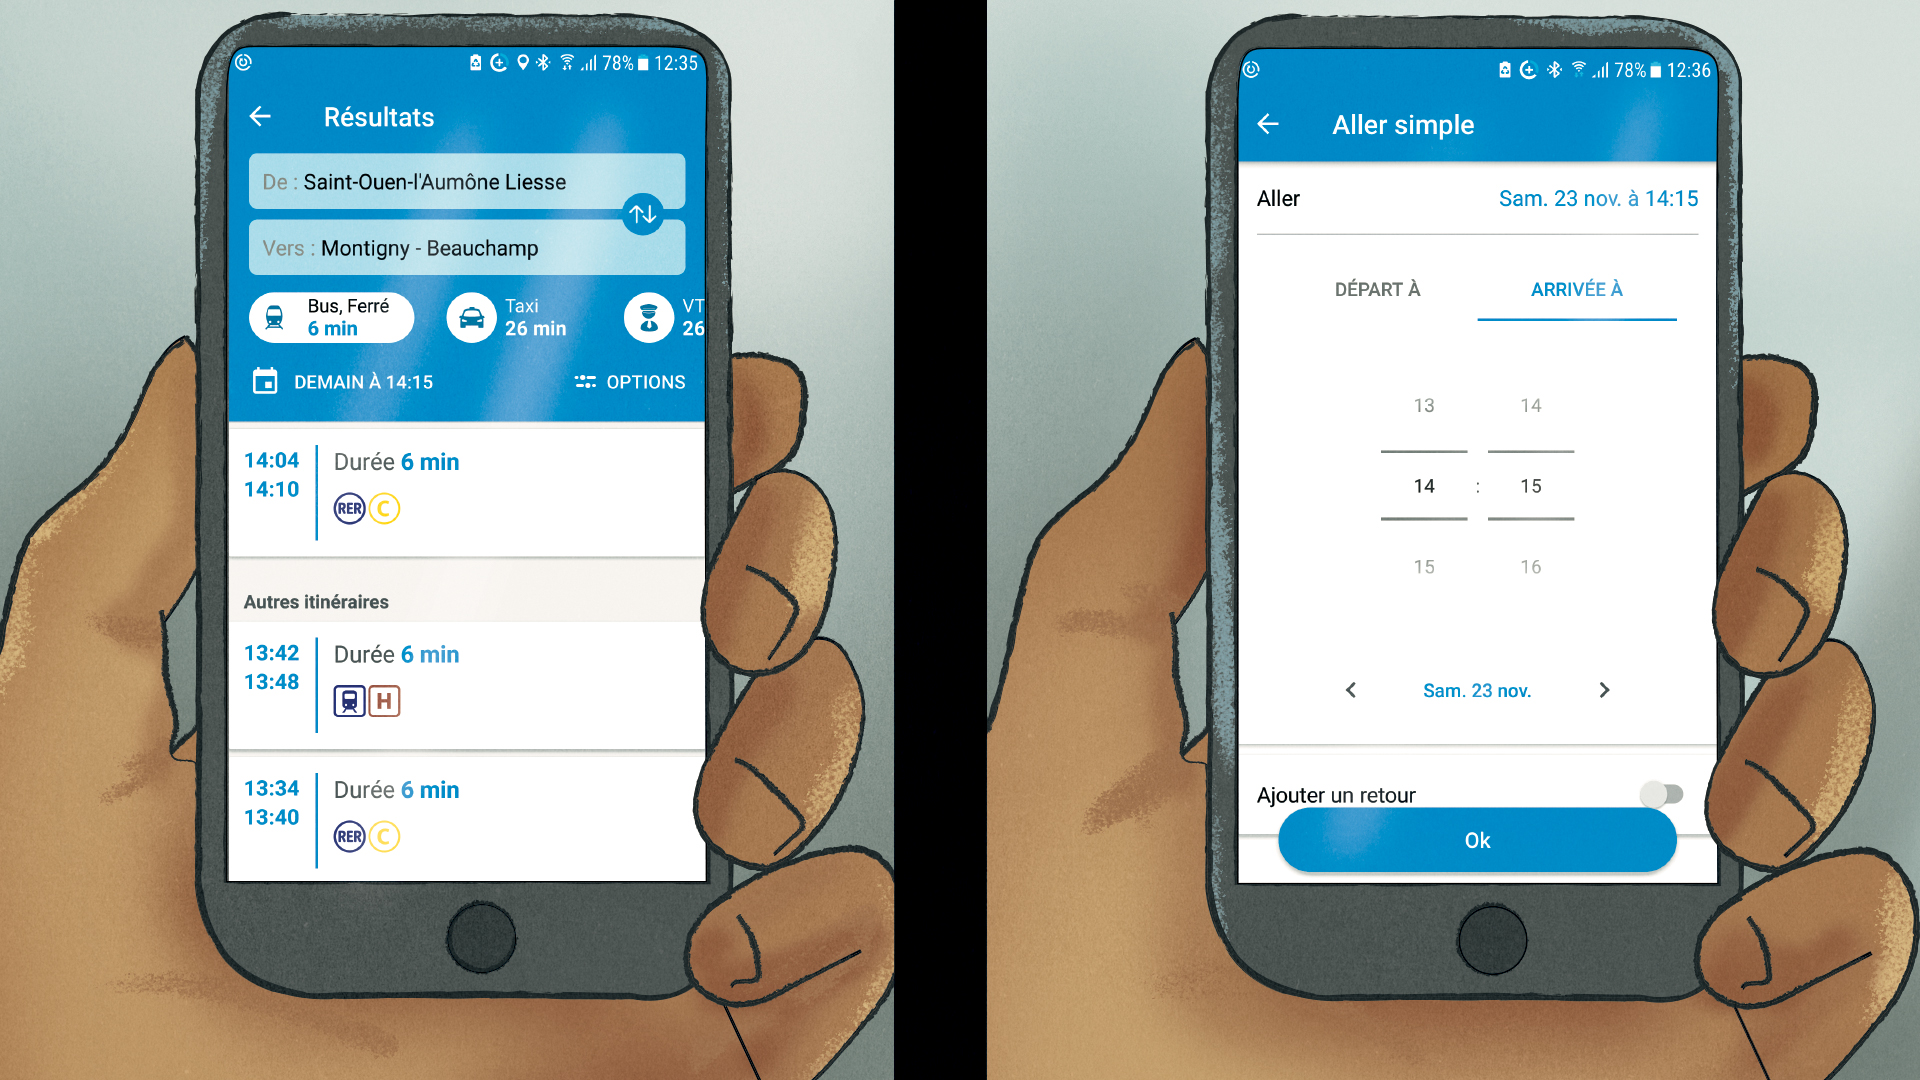 78% 12:35
Résultats
De : Saint-Ouen-l'Aumône Liesse
Vers : Montigny - Beauchamp
Bus, Ferré
6 min
Taxi
26 min
VT
26
DEMAIN À 14:15
OPTIONS
14:04
14:10
Durée 6 min
RER C
Autres itinéraires
13:42
13:48
Durée 6 min
H
13:34
13:40
Durée 6 min
RER C
78% 12:36
Aller simple
Aller
Sam. 23 nov. à 14:15
DÉPART À
ARRIVÉE À
13 14
14 : 15
15 16
Sam. 23 nov.
Ajouter un retour
Ok